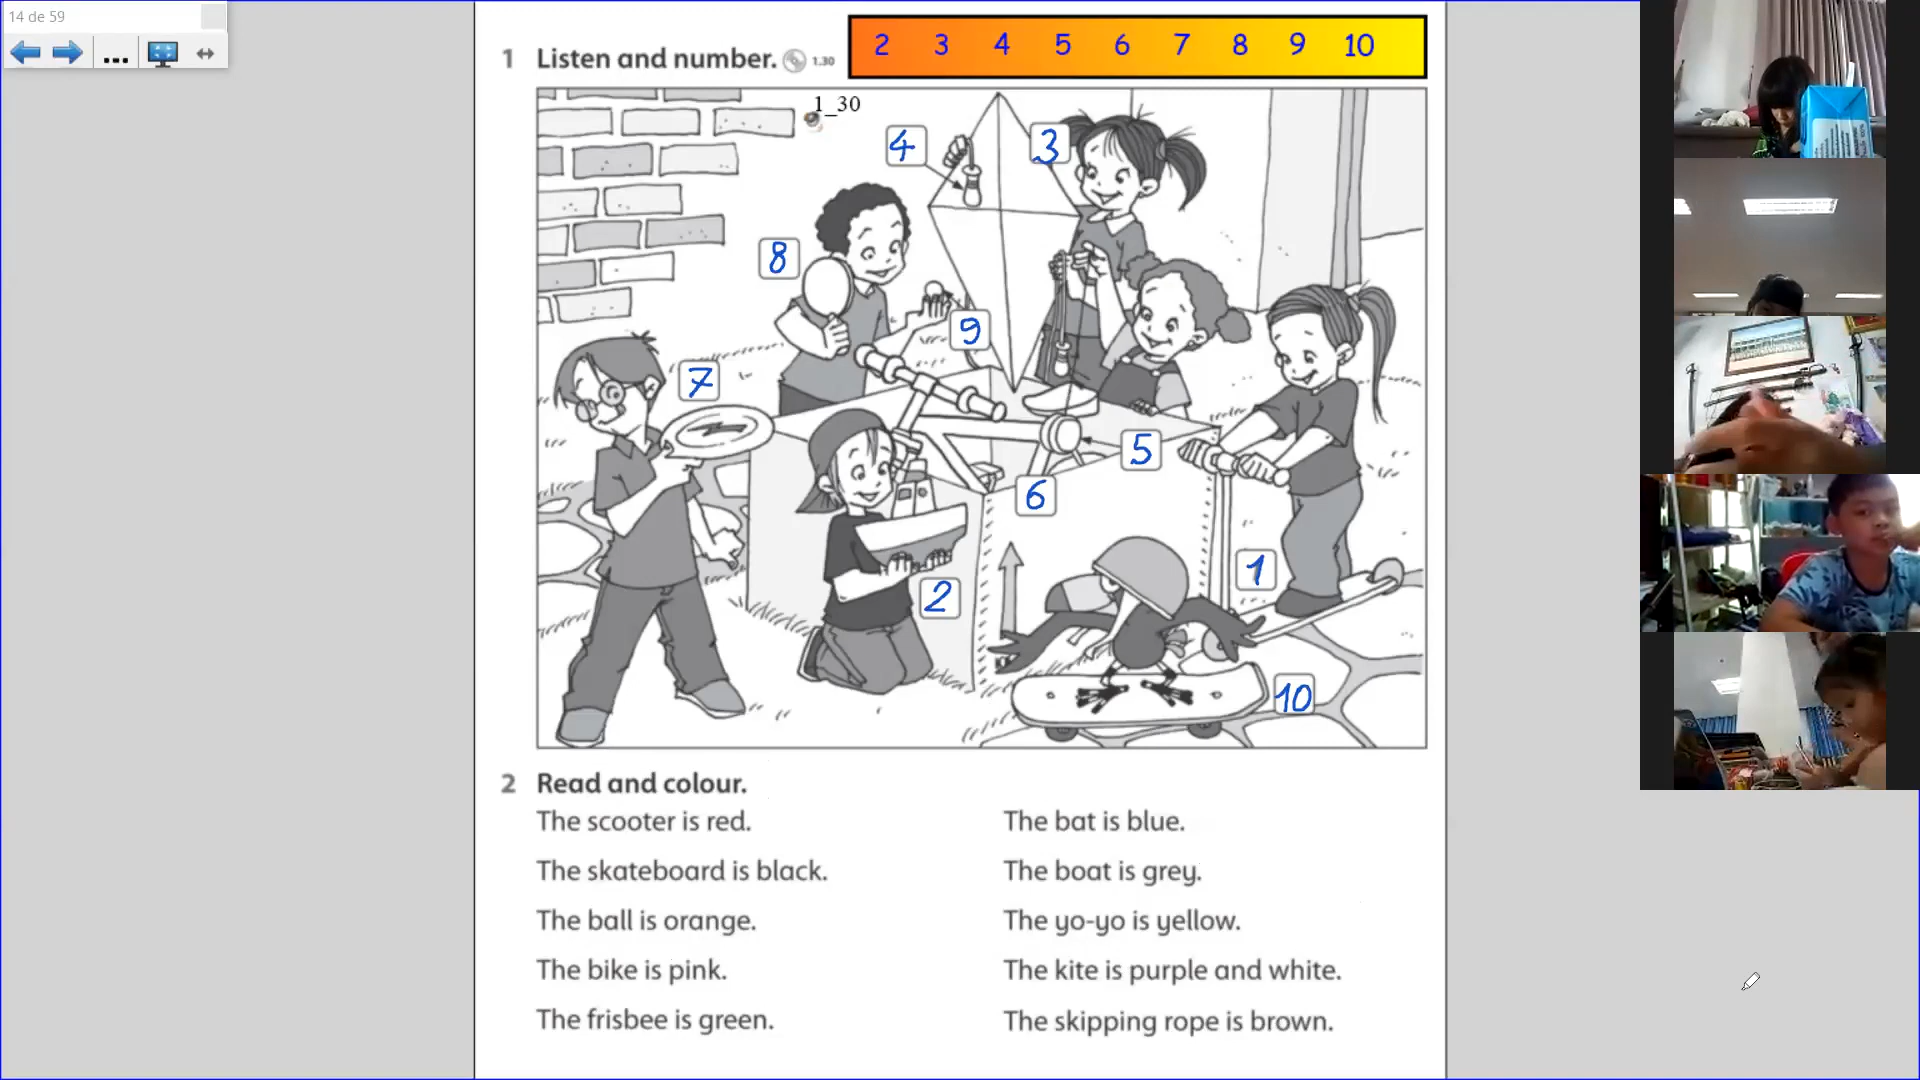 14 de 59
...
1 Listen and number. 1.30
2 3 4 5 6 7 8 9 10
1_30
4
3
8
9
7
5
6
1
2
10
2 Read and colour.
The scooter is red.
The skateboard is black.
The ball is orange.
The bike is pink.
The frisbee is green.
The bat is blue.
The boat is grey.
The yo-yo is yellow.
The kite is purple and white.
The skipping rope is brown.